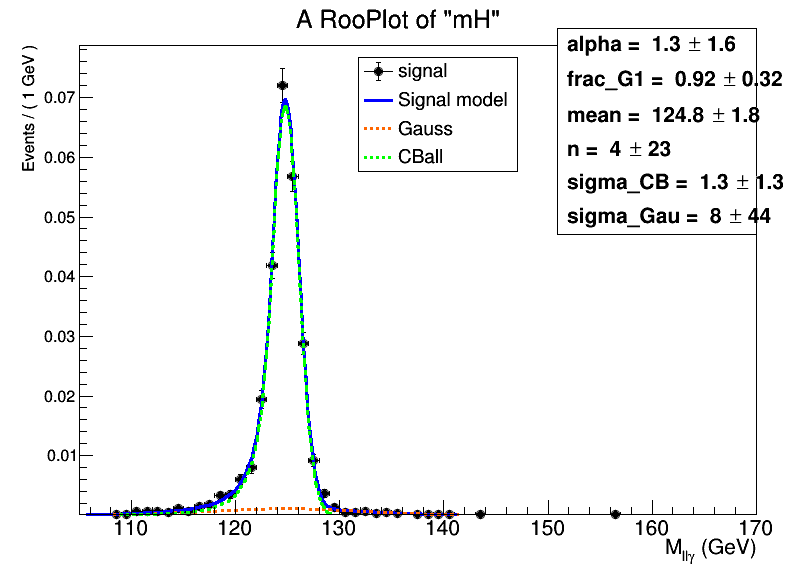 A RooPlot of "mH"
Events / ( 1 GeV )
0.07
0.06
0.05
0.04
0.03
0.02
0.01
signal
Signal model
Gauss
CBall
alpha = 1.3 ± 1.6
frac_G1 = 0.92 ± 0.32
mean = 124.8 ± 1.8
n = 4 ± 23
sigma_CB = 1.3 ± 1.3
sigma_Gau = 8 ± 44
110 120 130 140 150 160 170
M_{llγ} (GeV)